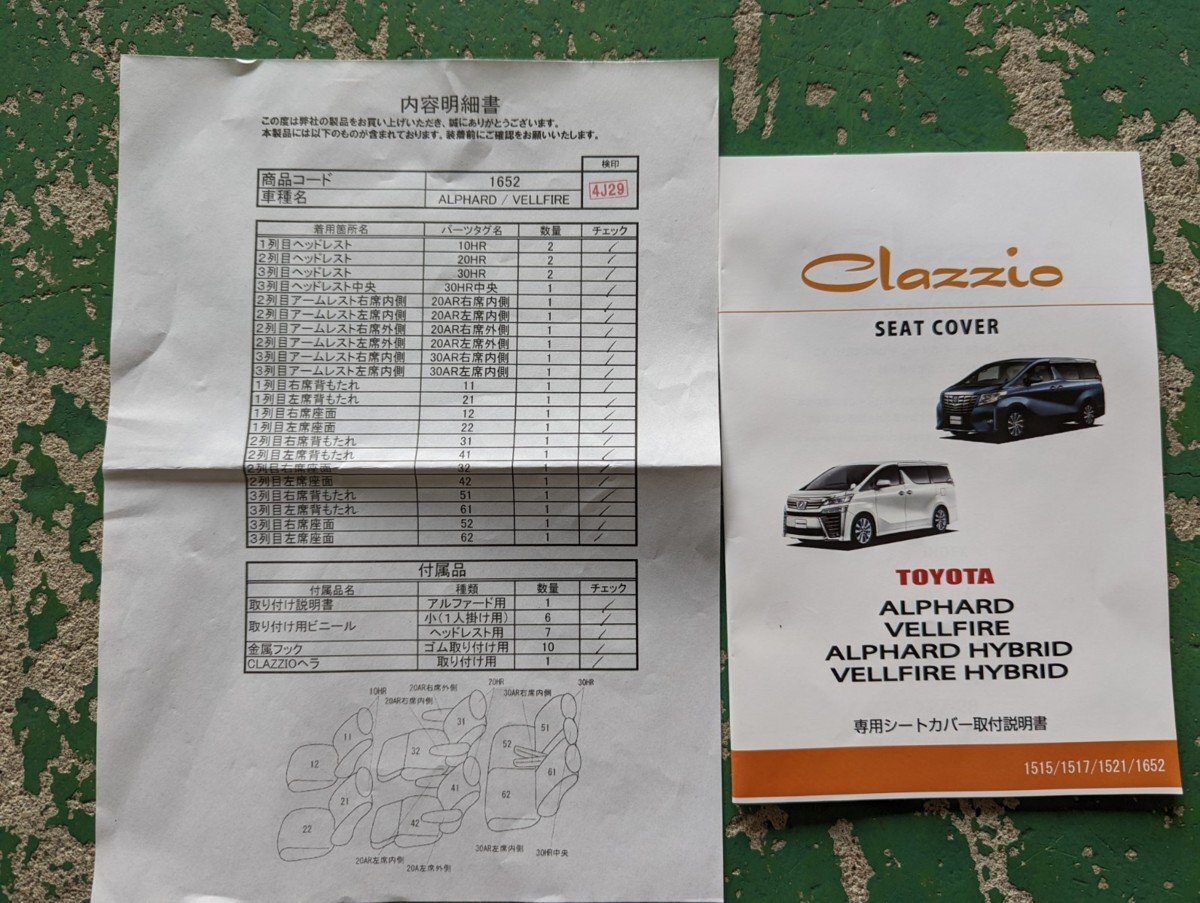 内容明細書
この度は弊社の製品をお買い上げいただき、誠にありがとうございます。
本製品には以下のものが含まれております。装着前にご確認をお願いいたします。
検印
商品コード 1652 4J29
車種名 ALPHARD / VELLFIRE
着用箇所名 パーツタグ名 数量 チェック
1列目ヘッドレスト 10HR 2 ✓
2列目ヘッドレスト 20HR 2 ✓
3列目ヘッドレスト 30HR 2 ✓
3列目ヘッドレスト中央 30HR中央 1 ✓
2列目アームレスト右席内側 20AR右席内側 1 ✓
2列目アームレスト左席内側 20AR左席内側 1 ✓
2列目アームレスト右席外側 20AR右席外側 1 ✓
2列目アームレスト左席外側 20AR左席外側 1 ✓
3列目アームレスト右席内側 30AR右席内側 1 ✓
3列目アームレスト左席内側 30AR左席内側 1 ✓
1列目右席背もたれ 11 1 ✓
1列目左席背もたれ 21 1 ✓
1列目右席座面 12 1 ✓
1列目左席座面 22 1 ✓
2列目右席背もたれ 31 1 ✓
2列目左席背もたれ 41 1 ✓
2列目右席座面 32 1 ✓
2列目左席座面 42 1 ✓
3列目右席背もたれ 51 1 ✓
3列目左席背もたれ 61 1 ✓
3列目右席座面 52 1 ✓
3列目左席座面 62 1 ✓
付属品
付属品名 種類 数量 チェック
取り付け説明書 アルファード用 1 ✓
取り付け用ビニール 小(1人掛け用) 6 ✓
ヘッドレスト用 7 ✓
金属フック ゴム取り付け用 10 ✓
CLAZZIOヘラ 取り付け用 1 ✓
10HR
20AR右席外側
20HR
30HR
20AR右席内側
30AR右席内側
11
31
51
12
32
52
21
41
61
22
42
62
20AR左席内側
20A左席外側
30AR左席内側
30HR中央
Clazzio
SEAT COVER
TOYOTA
ALPHARD
VELLFIRE
ALPHARD HYBRID
VELLFIRE HYBRID
専用シートカバー取付説明書
1515/1517/1521/1652